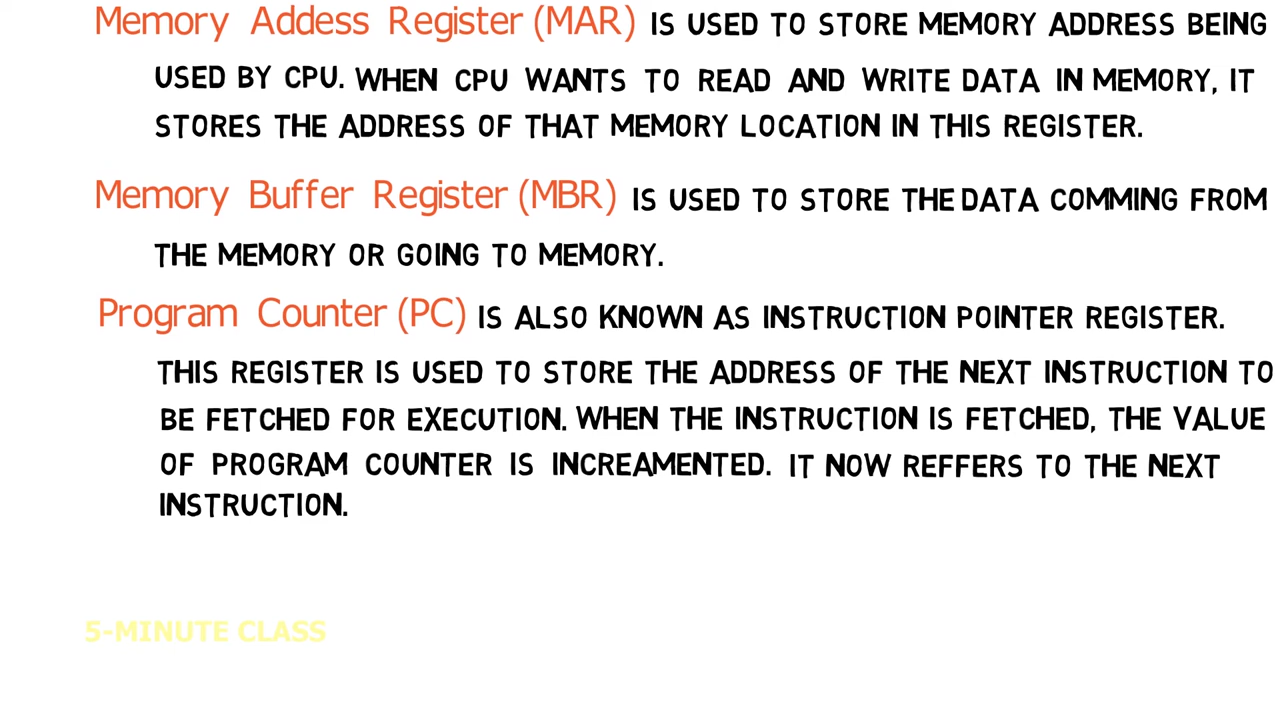 Memory Addess Register (MAR) IS USED TO STORE MEMORY ADDRESS BEING
USED BY CPU. WHEN CPU WANTS TO READ AND WRITE DATA IN MEMORY, IT
STORES THE ADDRESS OF THAT MEMORY LOCATION IN THIS REGISTER.
Memory Buffer Register (MBR) IS USED TO STORE THE DATA COMMING FROM
THE MEMORY OR GOING TO MEMORY.
Program Counter (PC) IS ALSO KNOWN AS INSTRUCTION POINTER REGISTER.
THIS REGISTER IS USED TO STORE THE ADDRESS OF THE NEXT INSTRUCTION TO
BE FETCHED FOR EXECUTION. WHEN THE INSTRUCTION IS FETCHED, THE VALUE
OF PROGRAM COUNTER IS INCREAMENTED. IT NOW REFFERS TO THE NEXT
INSTRUCTION.
5-MINUTE CLASS